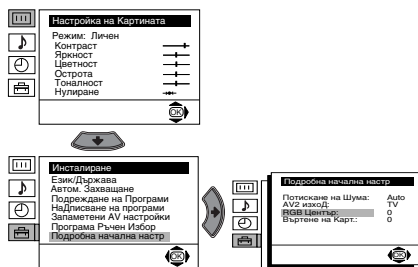 Настройка на Картината
Режим: Личен
Контраст
Яркност
Цветност
Острота
Тоналност
Нулиране
OK
Инсталиране
Език/Държава
Автом. Захващане
Подреждане на Програми
НаДписване на програми
Запаметени AV настройки
Програма Ръчен Избор
Подробна начална настр
OK
Подробна начална настр
Потискане на Шума: Auto
AV2 изхоД: TV
RGB Център: 0
Въртене на Карт.: 0
OK